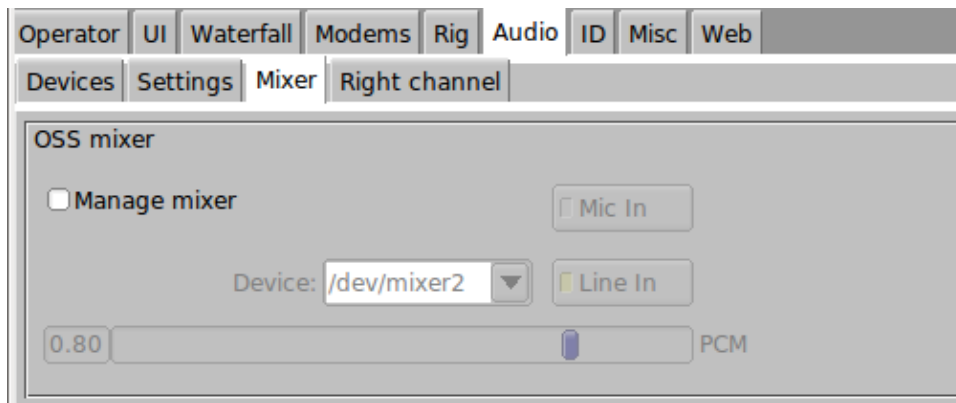 Operator UI Waterfall Modems Rig Audio ID Misc Web
Devices Settings Mixer Right channel
OSS mixer
Manage mixer
Mic In
Device: /dev/mixer2 Line In
0.80 PCM